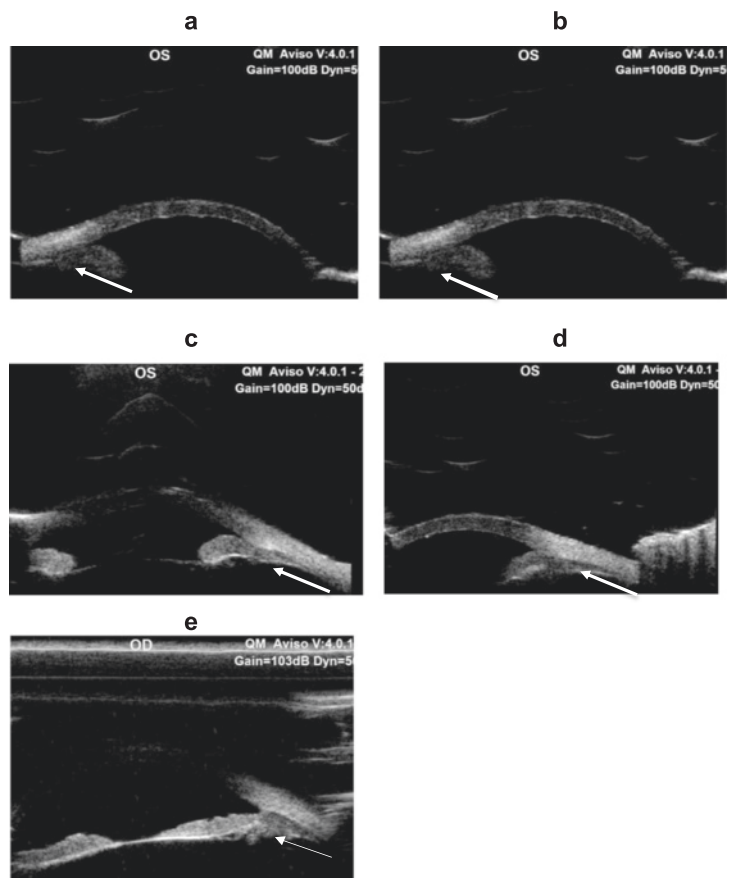 a
b
OS
QM Aviso V:4.0.1
Gain=100dB Dyn=5
OS
QM Aviso V:4.0.1
Gain=100dB Dyn=5
c
d
OS
QM Aviso V:4.0.1 - 2
Gain=100dB Dyn=50d
OS
QM Aviso V:4.0.1 -
Gain=100dB Dyn=50
e
OD
QM Aviso V:4.0.1
Gain=103dB Dyn=5